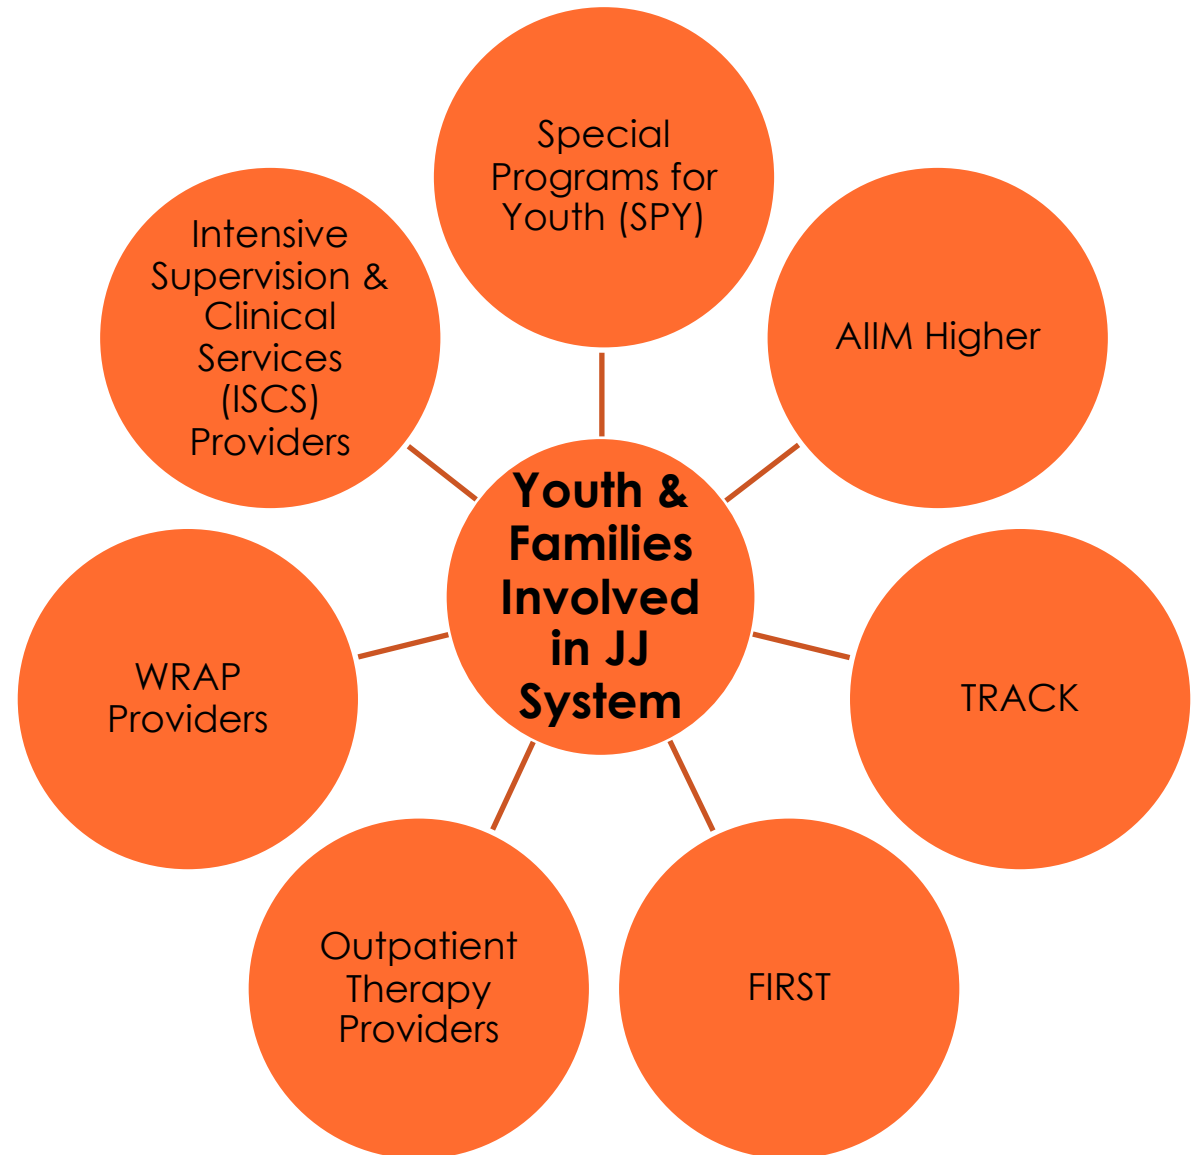 Special
Programs for
Youth (SPY)
AIIM Higher
TRACK
FIRST
Outpatient
Therapy
Providers
WRAP
Providers
Intensive
Supervision &
Clinical
Services
(ISCS)
Providers
Youth &
Families
Involved
in JJ
System